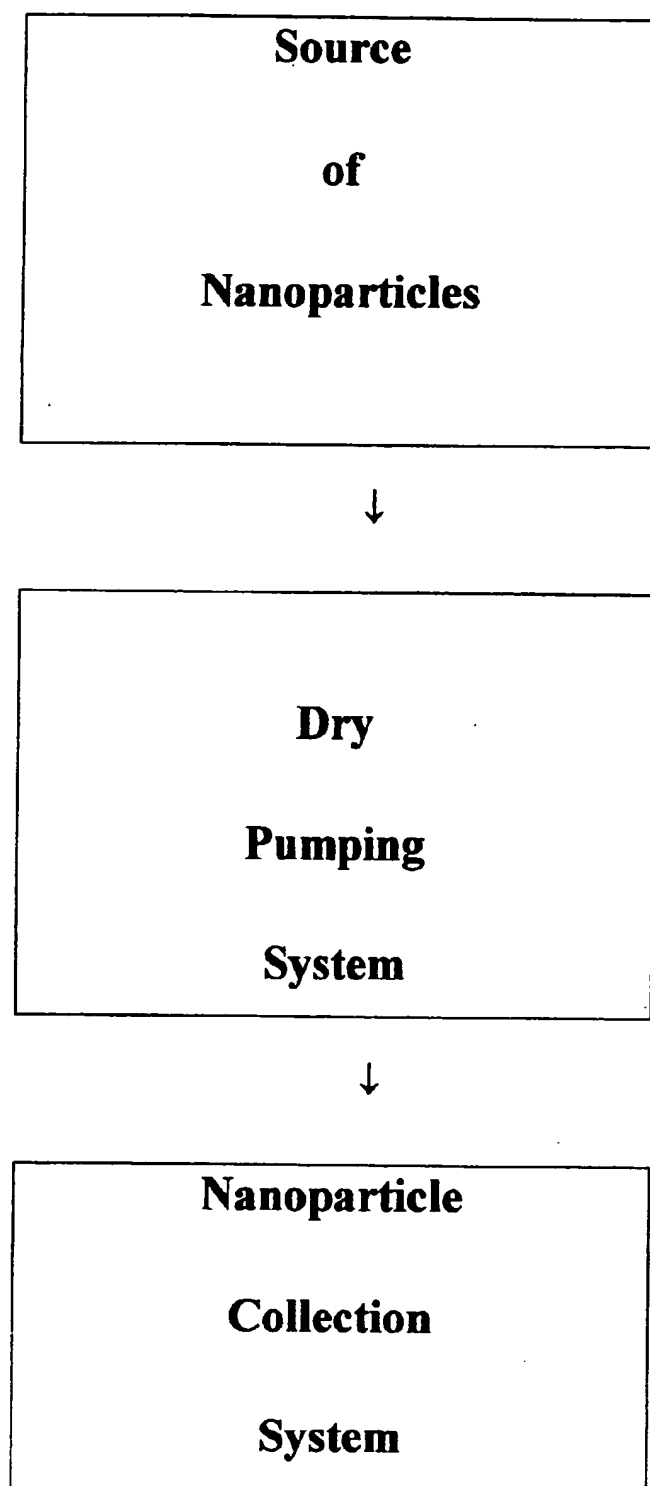 Source
of
Nanoparticles
↓
Dry
Pumping
System
↓
Nanoparticle
Collection
System